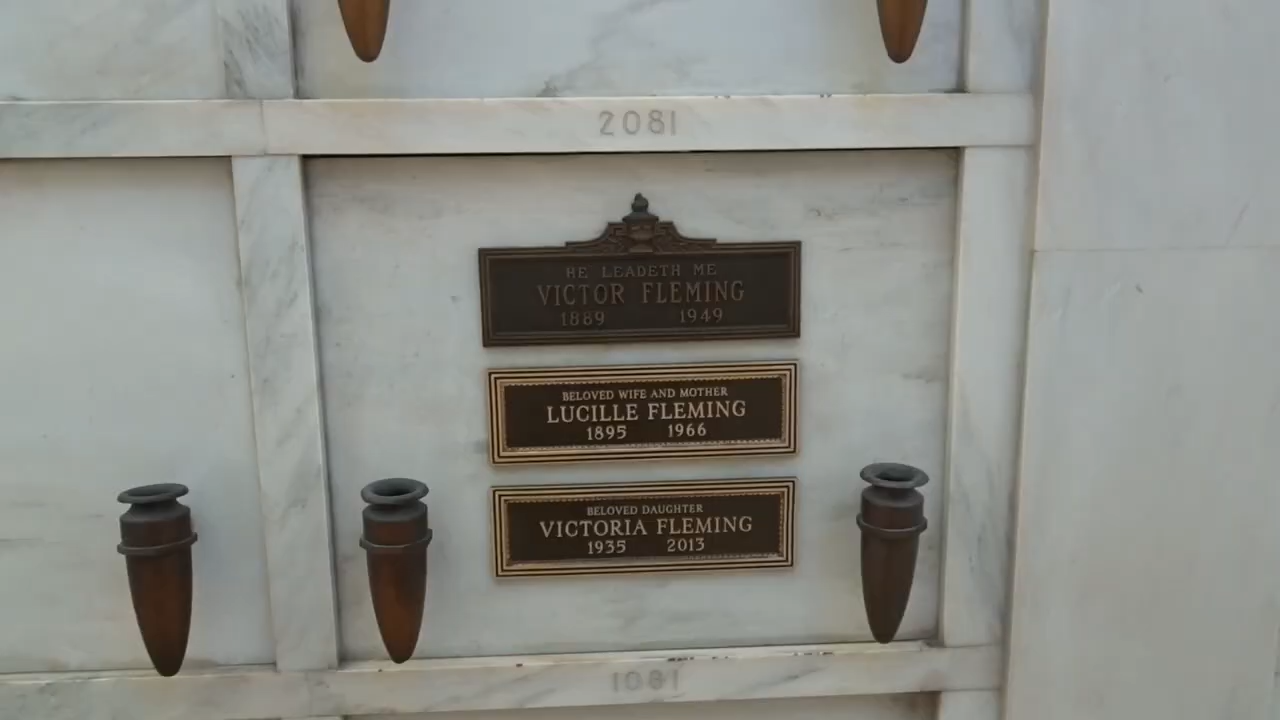 2081
HE LEADETH ME
VICTOR FLEMING
1889 1949
BELOVED WIFE AND MOTHER
LUCILLE FLEMING
1895 1966
BELOVED DAUGHTER
VICTORIA FLEMING
1935 2013
1081